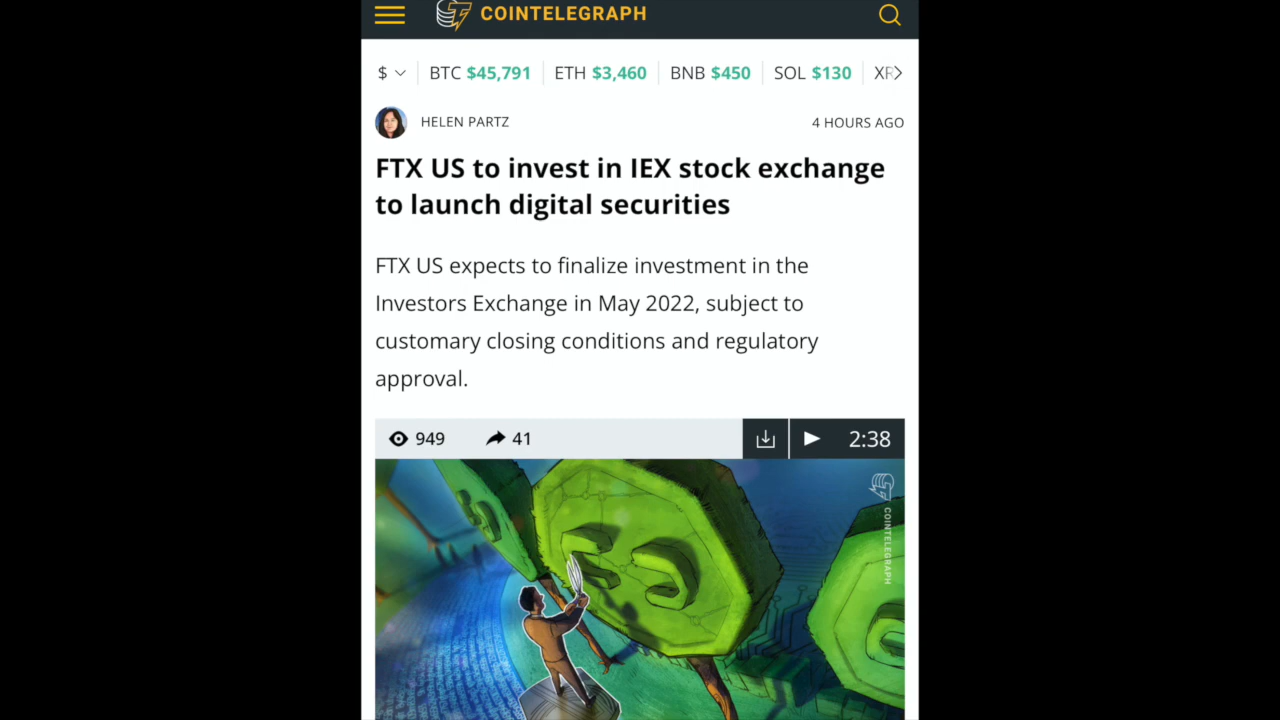 COINTELEGRAPH
$ BTC $45,791 ETH $3,460 BNB $450 SOL $130
HELEN PARTZ
4 HOURS AGO
FTX US to invest in IEX stock exchange
to launch digital securities
FTX US expects to finalize investment in the
Investors Exchange in May 2022, subject to
customary closing conditions and regulatory
approval.
949 41 2:38
COINTELEGRAPH